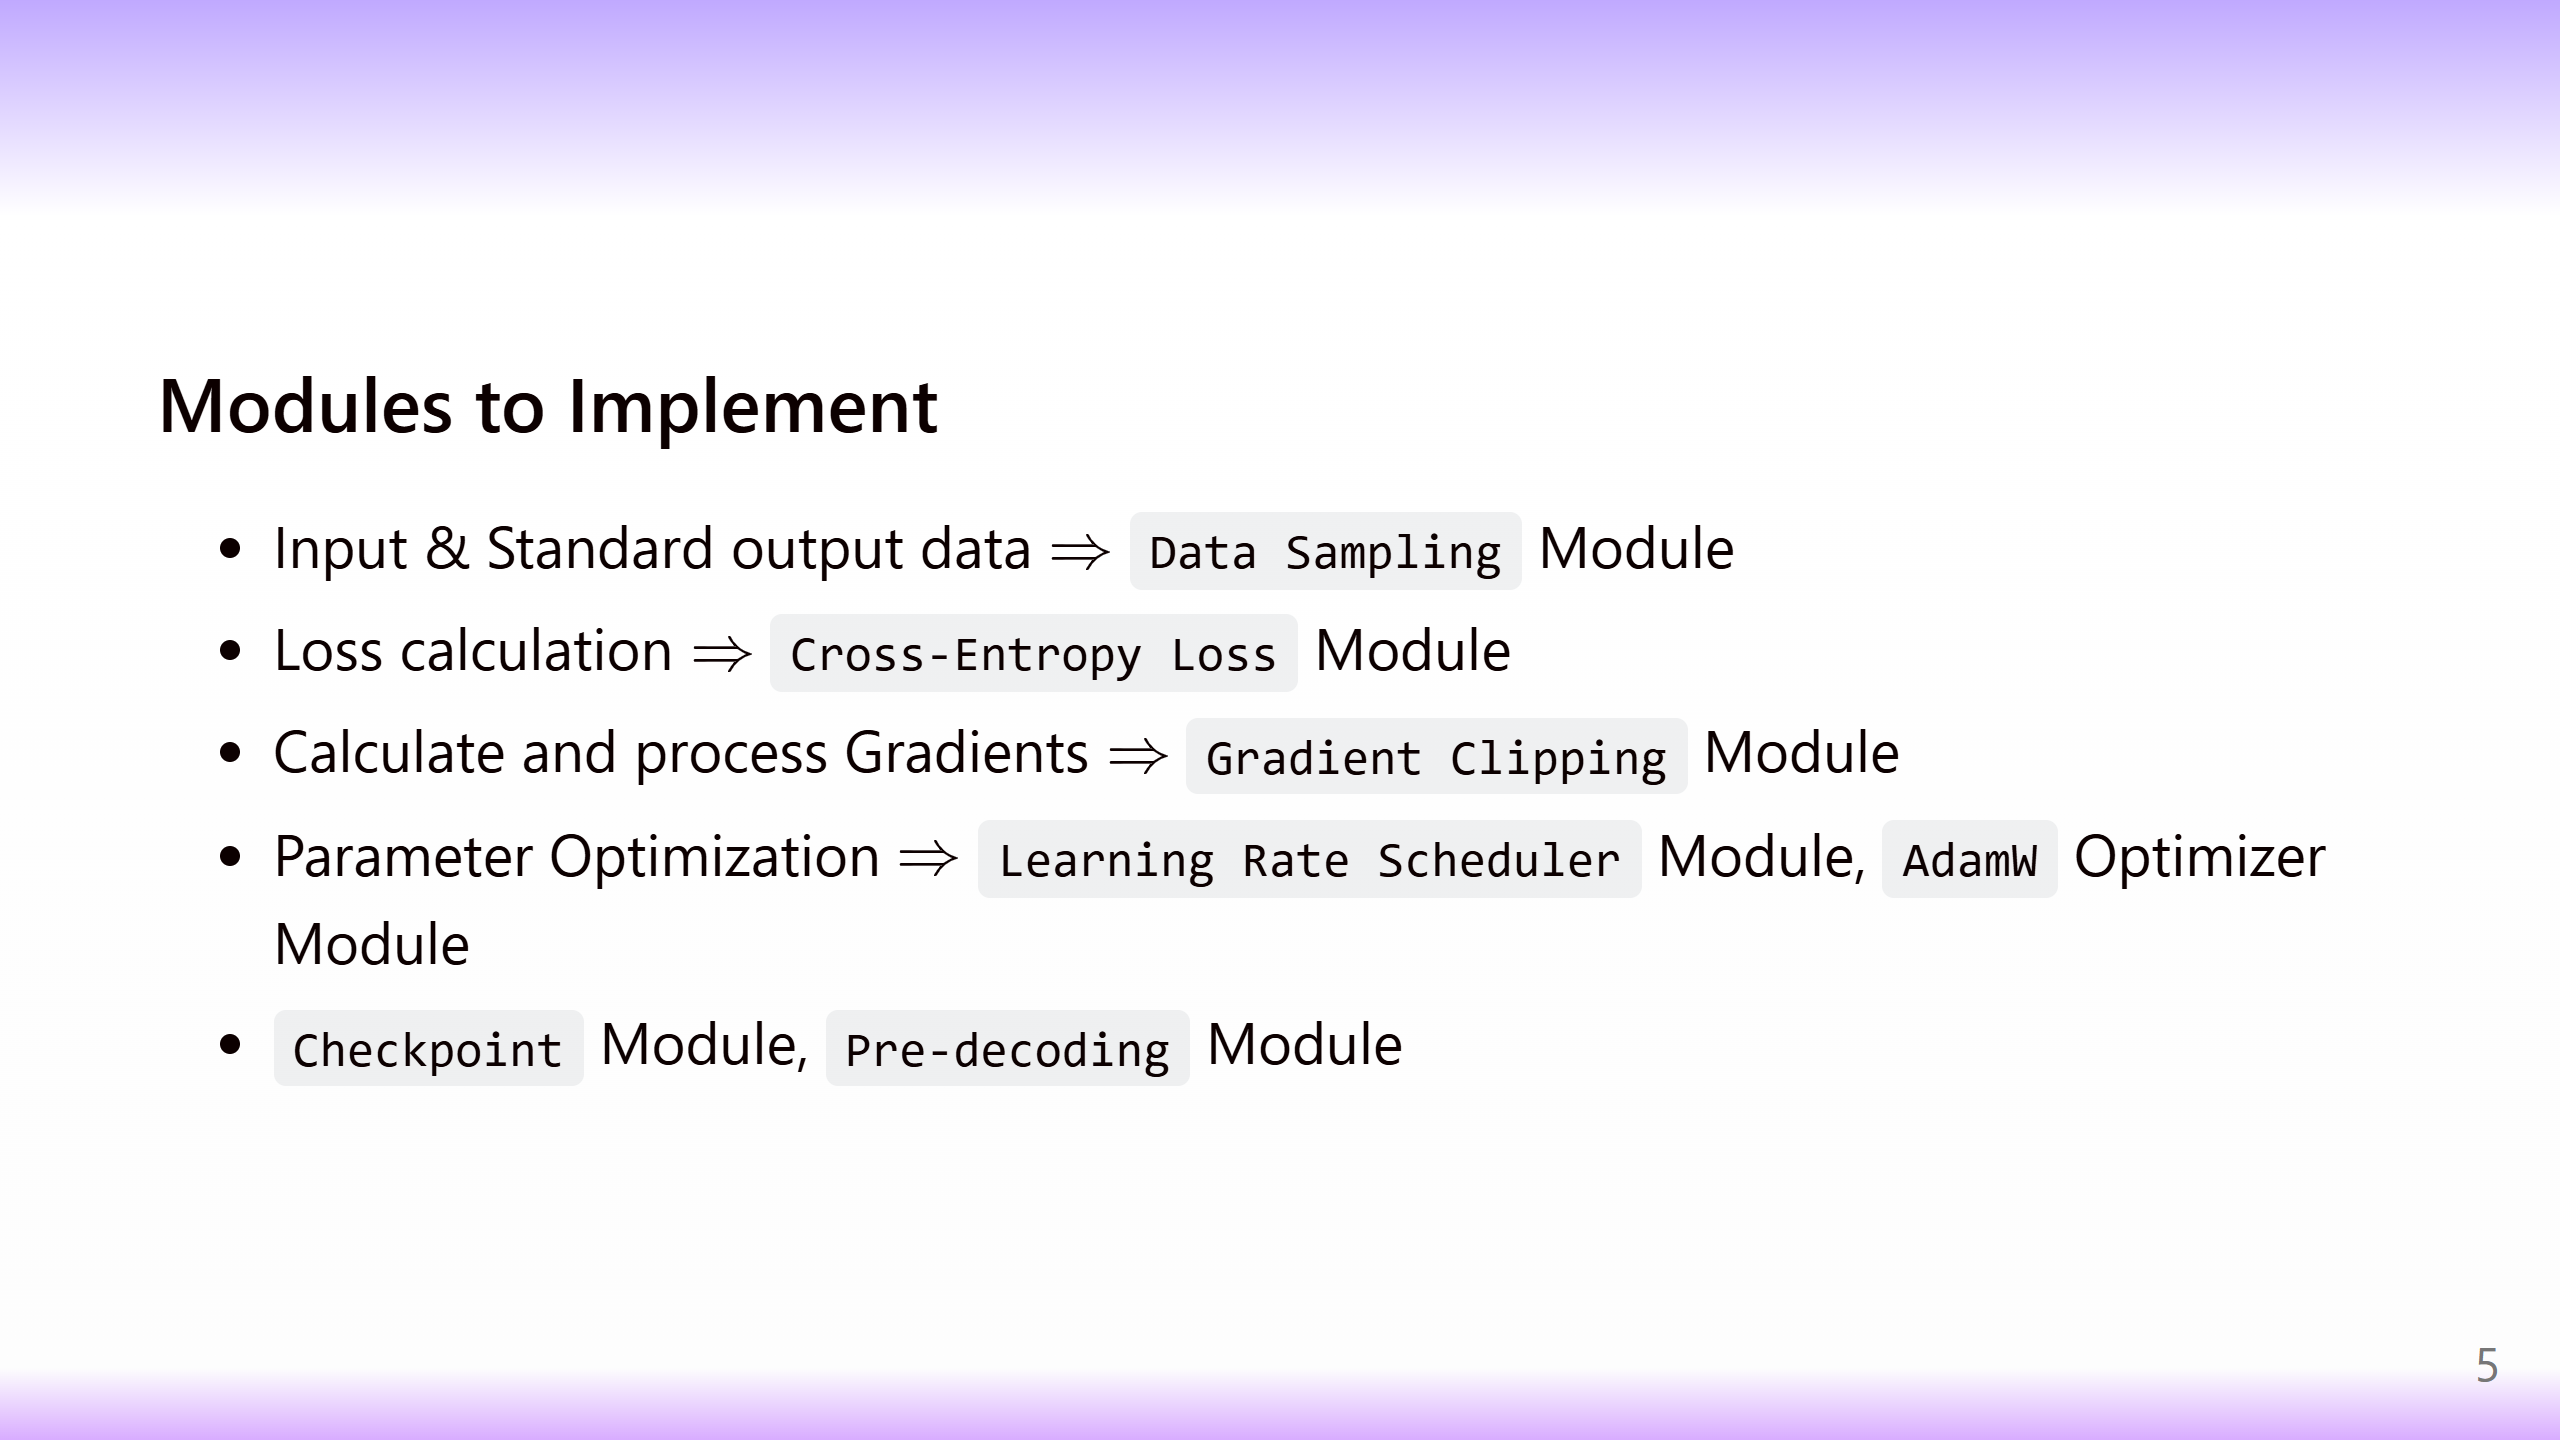 Modules to Implement
• Input & Standard output data ⇒ Data Sampling Module
• Loss calculation ⇒ Cross-Entropy Loss Module
• Calculate and process Gradients ⇒ Gradient Clipping Module
• Parameter Optimization ⇒ Learning Rate Scheduler Module, AdamW Optimizer
Module
• Checkpoint Module, Pre-decoding Module
5